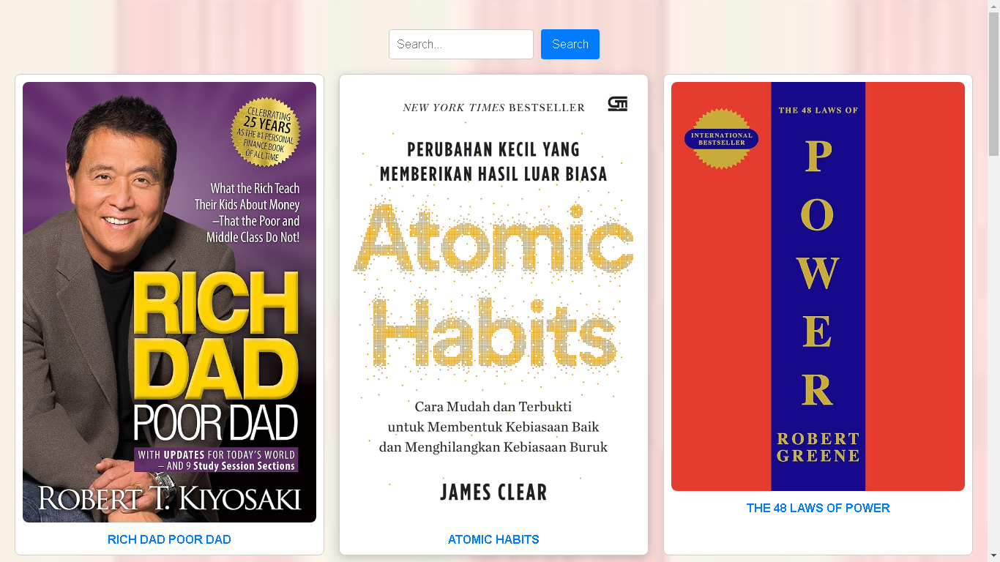 Search...
Search
CELEBRATING
25 YEARS
AS THE #1 PERSONAL
FINANCE BOOK
OF ALL TIME
What the Rich Teach
Their Kids About Money
–That the Poor and
Middle Class Do Not!
RICH
DAD
POOR DAD
WITH UPDATES FOR TODAY'S WORLD
– AND 9 Study Session Sections
ROBERT T. KIYOSAKI
RICH DAD POOR DAD
NEW YORK TIMES BESTSELLER
GM
PERUBAHAN KECIL YANG
MEMBERIKAN HASIL LUAR BIASA
Atomic
Habits
Cara Mudah dan Terbukti
untuk Membentuk Kebiasaan Baik
dan Menghilangkan Kebiasaan Buruk
JAMES CLEAR
ATOMIC HABITS
INTERNATIONAL
BESTSELLER
THE 48 LAWS OF
P
O
W
E
R
ROBERT
GREENE
THE 48 LAWS OF POWER